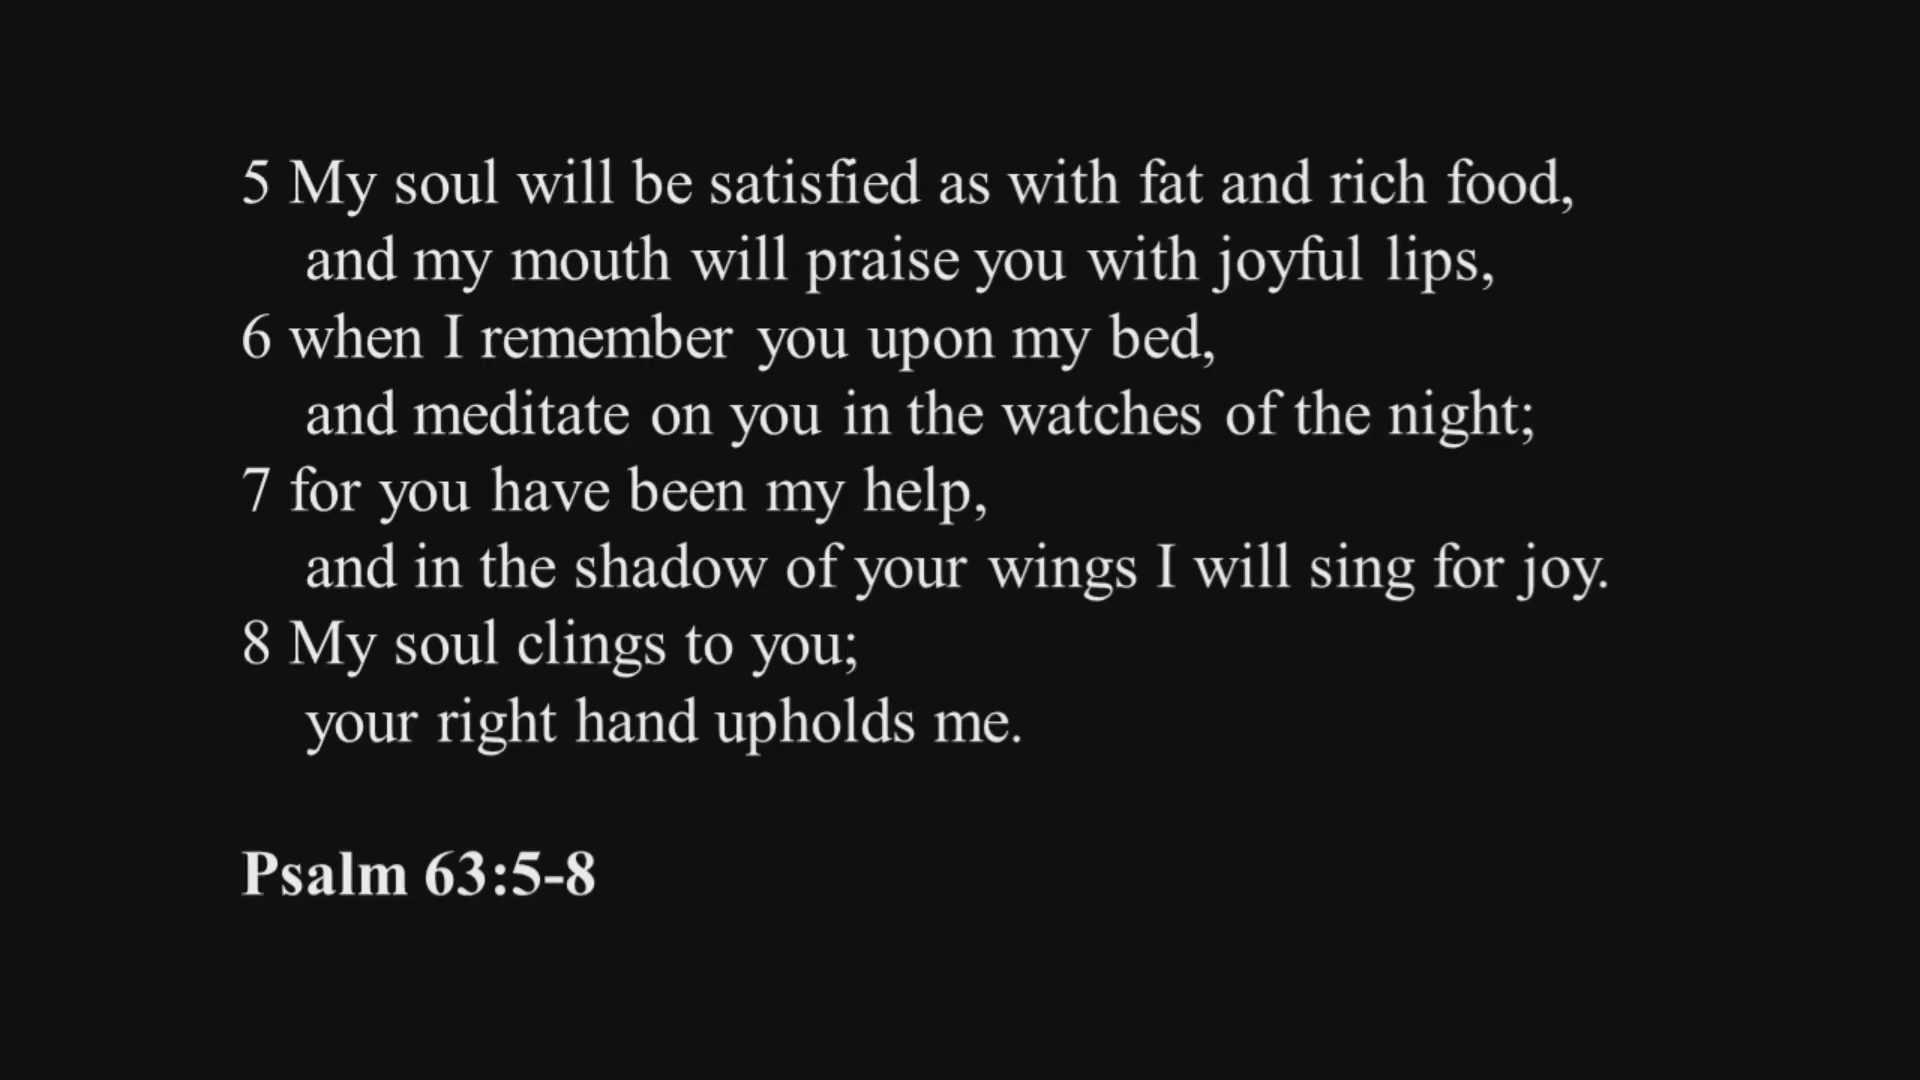 5 My soul will be satisfied as with fat and rich food,
and my mouth will praise you with joyful lips,
6 when I remember you upon my bed,
and meditate on you in the watches of the night;
7 for you have been my help,
and in the shadow of your wings I will sing for joy.
8 My soul clings to you;
your right hand upholds me.
Psalm 63:5-8